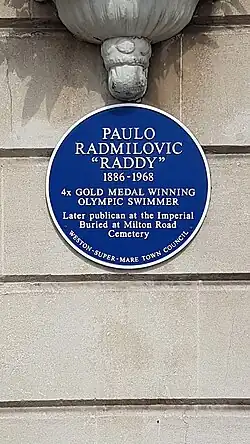 PAULO
RADMILOVIC
"RADDY"
1886-1968
4x GOLD MEDAL WINNING
OLYMPIC SWIMMER
Later publican at the Imperial
Buried at Milton Road
Cemetery
WESTON-SUPER-MARE TOWN COUNCIL